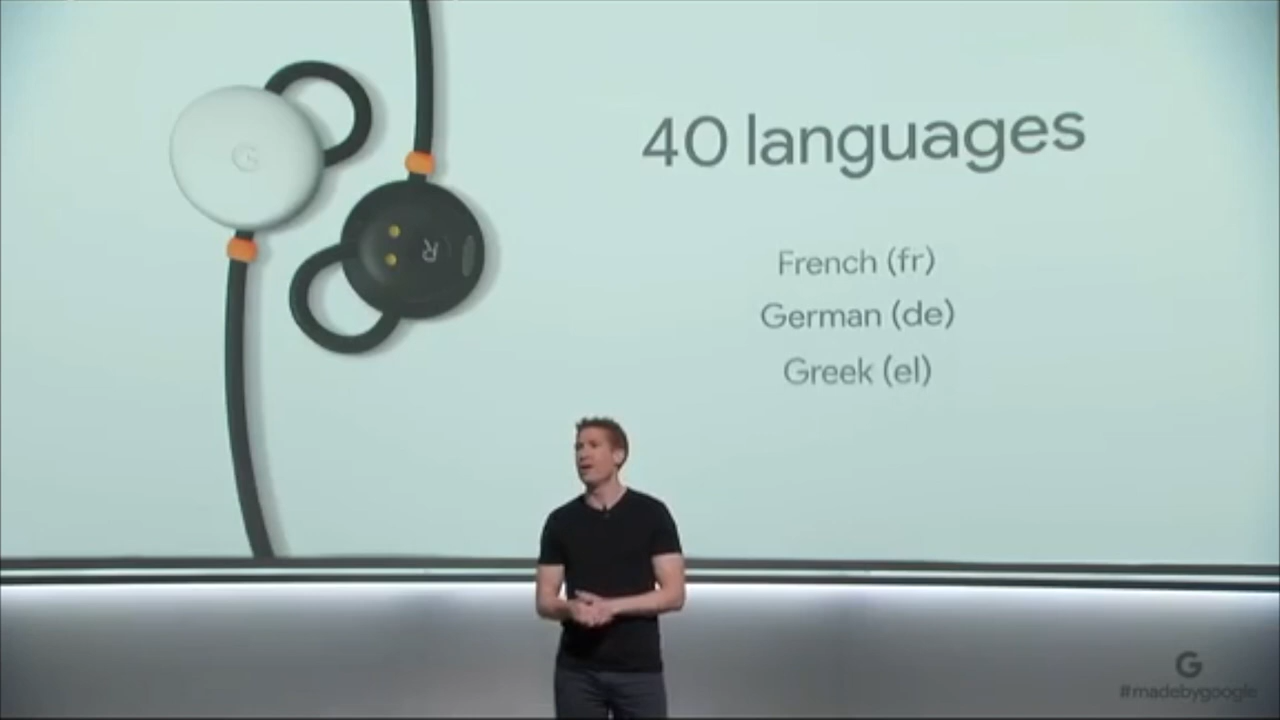 G
R
40 languages
French (fr)
German (de)
Greek (el)
G
#madebygoogle